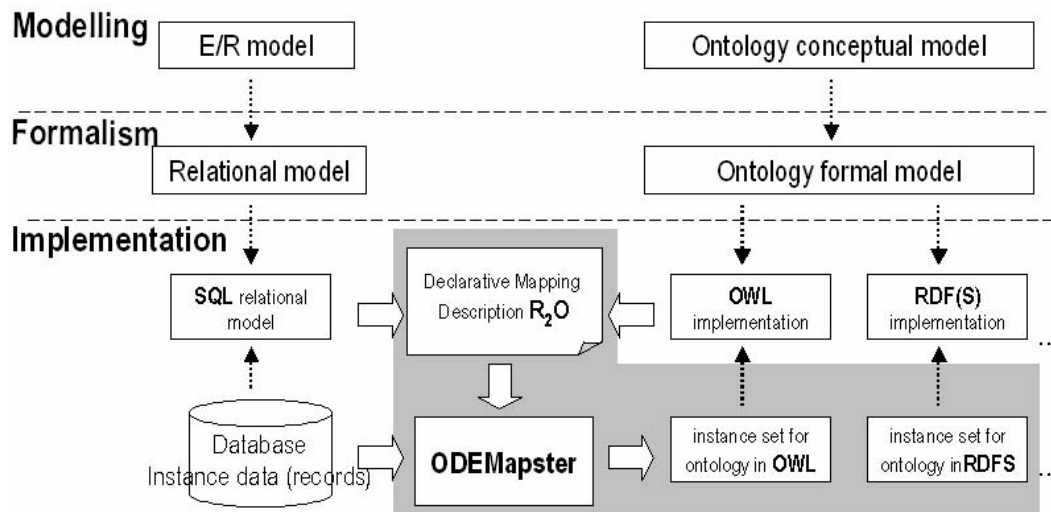 Modelling
E/R model
Ontology conceptual model
Formalism
Relational model
Ontology formal model
Implementation
SQL relational
model
Declarative Mapping
Description R₂O
OWL
implementation
RDF(S)
implementation
..
Database
Instance data (records)
ODEMapster
instance set for
ontology in OWL
instance set for
ontology in RDFS
..